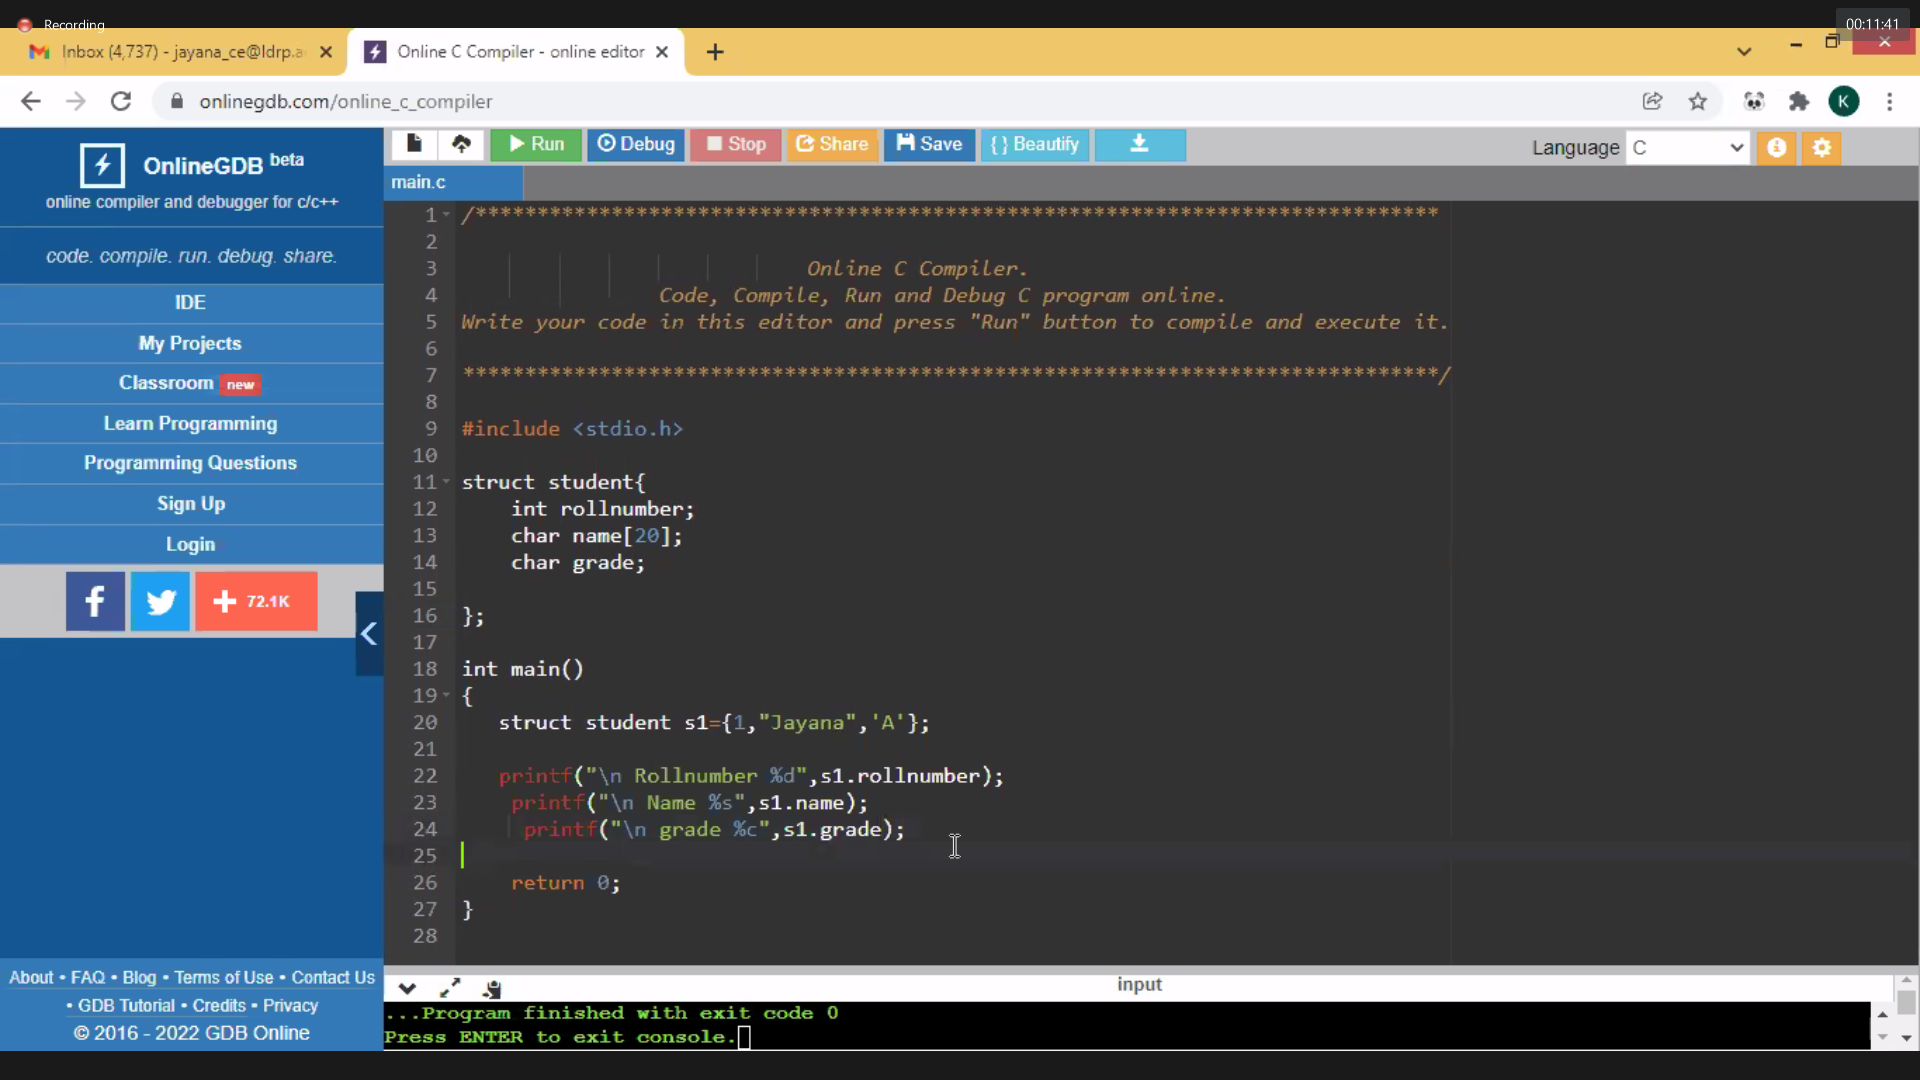 Recording
00:11:41
Inbox (4,737) - jayana_ce@ldrp.a
Online C Compiler - online editor
onlinegdb.com/online_c_compiler
K
OnlineGDB beta
online compiler and debugger for c/c++
code. compile. run. debug. share.
IDE
My Projects
Classroom new
Learn Programming
Programming Questions
Sign Up
Login
72.1K
About • FAQ • Blog • Terms of Use • Contact Us
• GDB Tutorial • Credits • Privacy
© 2016 - 2022 GDB Online
Run Debug Stop Share Save { } Beautify
Language C
main.c
1 /******************************************************************************
2
3 Online C Compiler.
4 Code, Compile, Run and Debug C program online.
5 Write your code in this editor and press "Run" button to compile and execute it.
6
7 *******************************************************************************/
8
9 #include <stdio.h>
10
11 struct student{
12 int rollnumber;
13 char name[20];
14 char grade;
15
16 };
17
18 int main()
19 {
20 struct student s1={1,"Jayana",'A'};
21
22 printf("\n Rollnumber %d",s1.rollnumber);
23 printf("\n Name %s",s1.name);
24 printf("\n grade %c",s1.grade);
25
26 return 0;
27 }
28
input
...Program finished with exit code 0
Press ENTER to exit console.